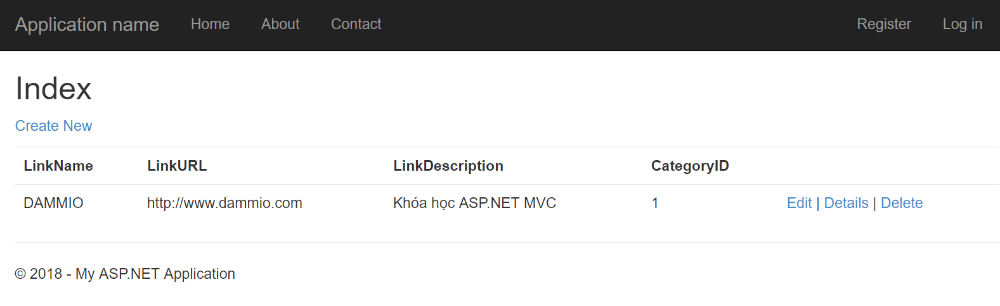 Application name Home About Contact Register Log in
Index
Create New
LinkName LinkURL LinkDescription CategoryID
DAMMIO http://www.dammio.com Khóa học ASP.NET MVC 1 Edit | Details | Delete
© 2018 - My ASP.NET Application